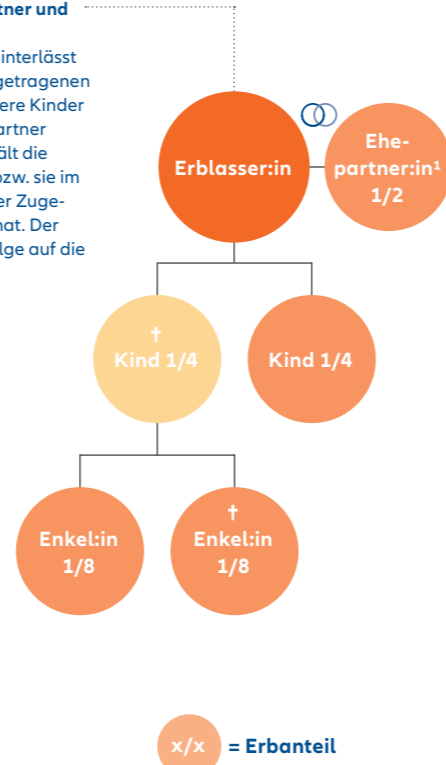 tner und
interlässt
getragenen
ere Kinder
artner
ält die
bzw. sie im
er Zuge-
hat. Der
lge auf die
Erblasser:in
Ehe-
partner:in¹
1/2
†
Kind 1/4
Kind 1/4
Enkel:in
1/8
†
Enkel:in
1/8
x/x = Erbanteil